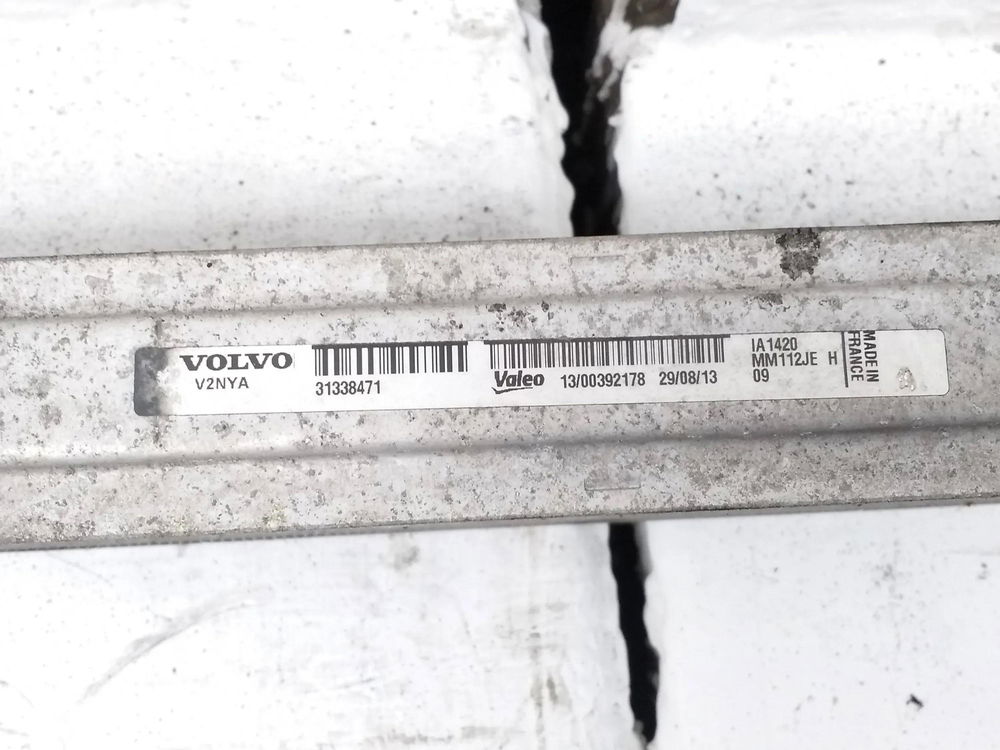 VOLVO
V2NYA
31338471
Valeo 13/00392178 29/08/13
IA1420
MM112JE H
09
MADE IN
FRANCE